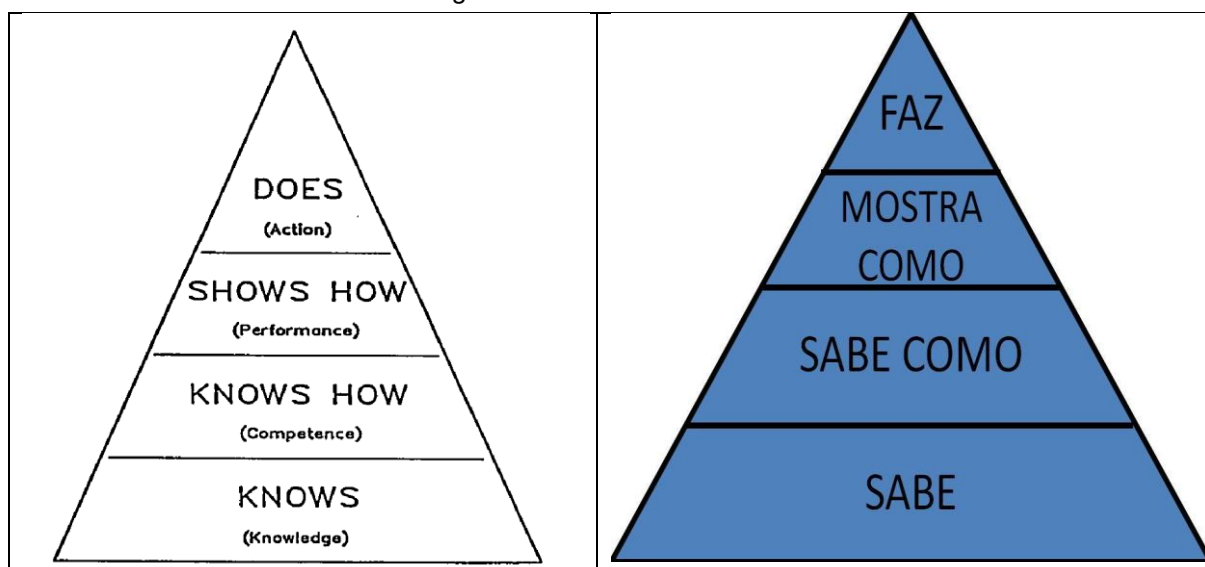 DOES
(Action)
SHOWS HOW
(Performance)
KNOWS HOW
(Competence)
KNOWS
(Knowledge)
FAZ
MOSTRA
COMO
SABE COMO
SABE